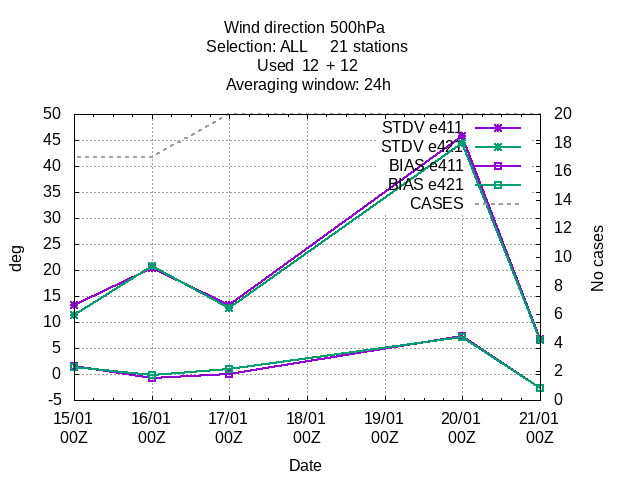 Wind direction 500hPa
Selection: ALL 21 stations
Used 12 + 12
Averaging window: 24h
50
45
40
35
30
25
20
15
10
5
0
-5
deg
20
18
16
14
12
10
8
6
4
2
0
No cases
STDV e411
STDV e421
BIAS e411
BIAS e421
CASES
15/01 16/01 17/01 18/01 19/01 20/01 21/01
00Z 00Z 00Z 00Z 00Z 00Z 00Z
Date